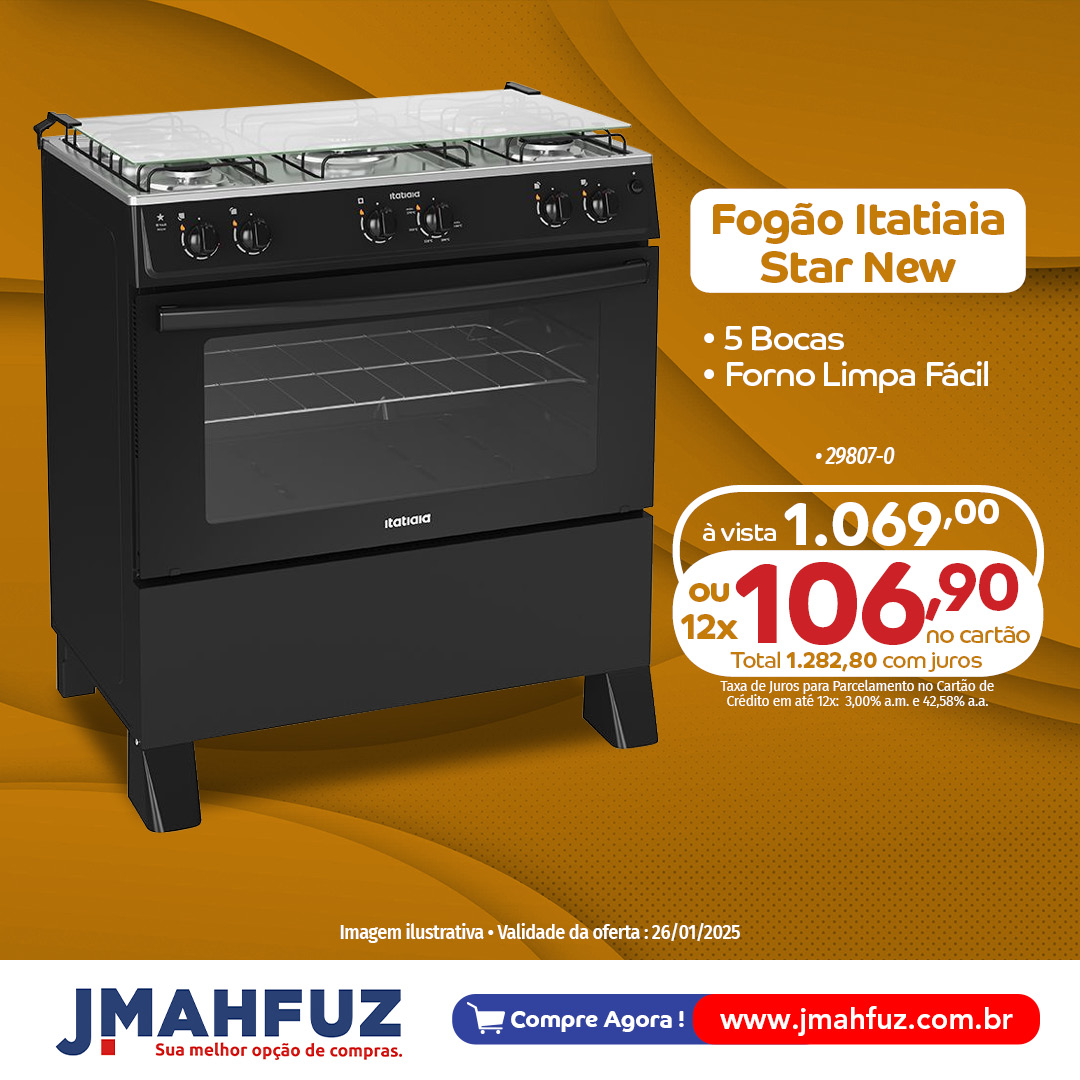 itatiaia
Fogão Itatiaia
Star New
• 5 Bocas
• Forno Limpa Fácil
• 29807-0
itatiaia
à vista 1.069,00
ou
12x 106,90
no cartão
Total 1.282,80 com juros
Taxa de Juros para Parcelamento no Cartão de
Crédito em até 12x: 3,00% a.m. e 42,58% a.a.
Imagem ilustrativa • Validade da oferta : 26/01/2025
J.MAHFUZ
Sua melhor opção de compras.
Compre Agora !
www.jmahfuz.com.br